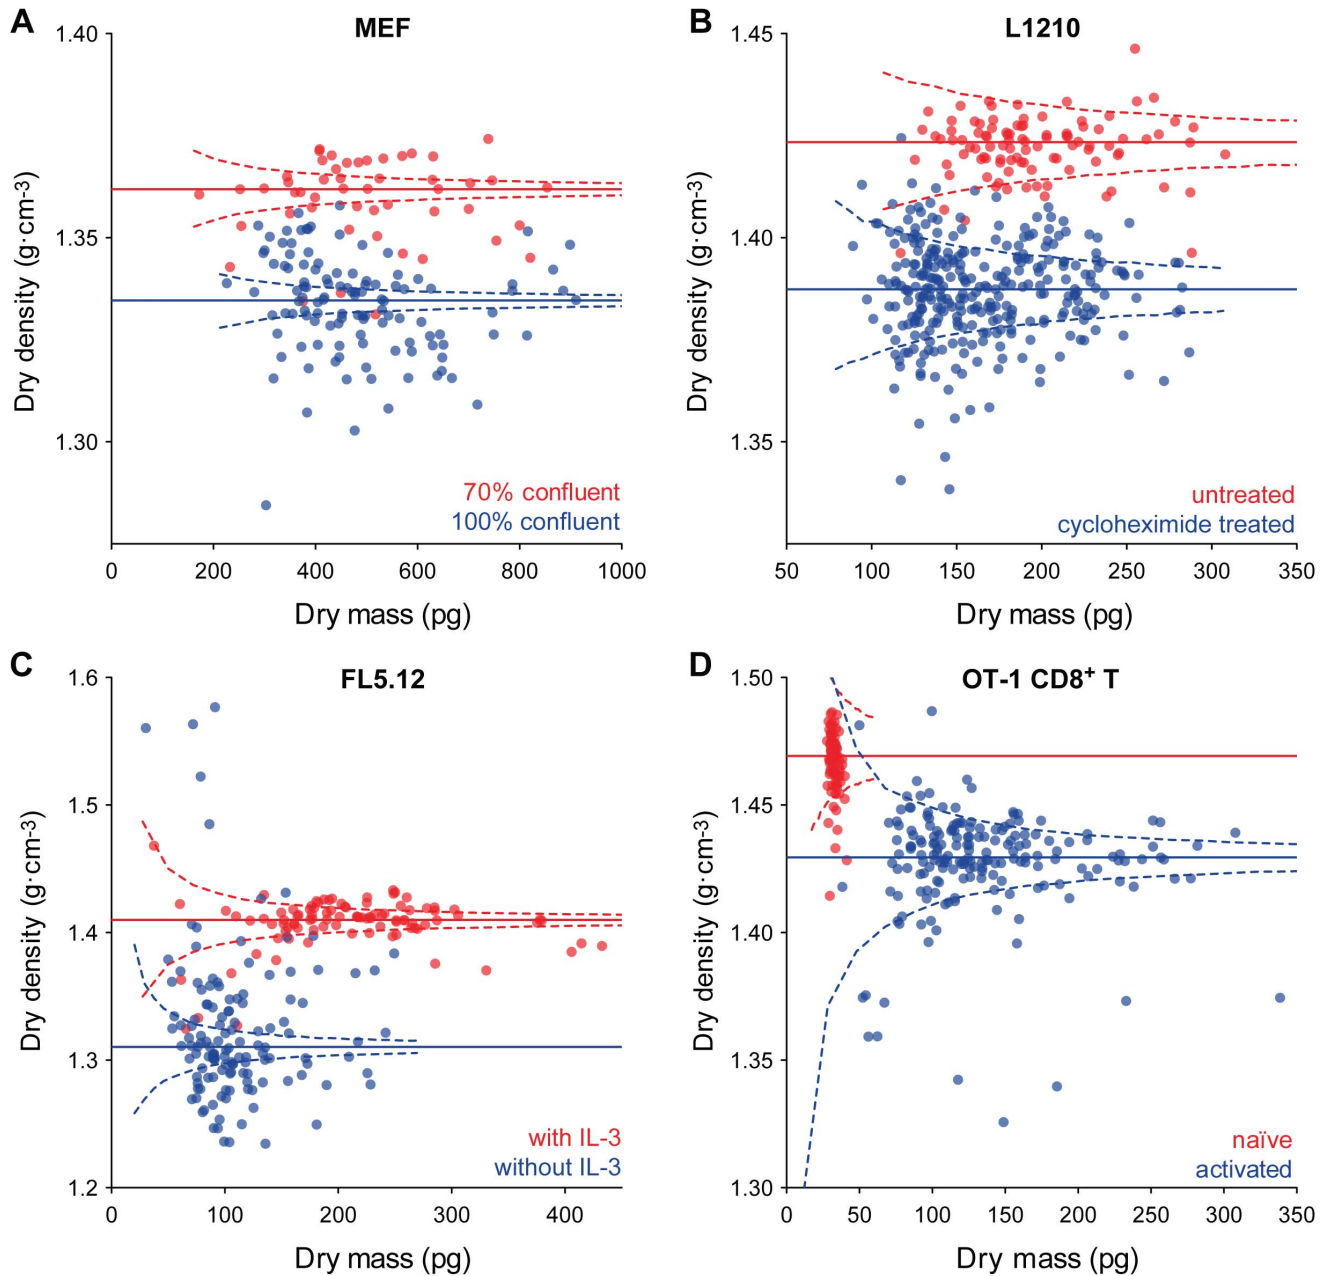 A
MEF
1.40
1.35
1.30
Dry density (g·cm-3)
70% confluent
100% confluent
0 200 400 600 800 1000
Dry mass (pg)
B
L1210
1.45
1.40
1.35
Dry density (g·cm-3)
untreated
cycloheximide treated
50 100 150 200 250 300 350
Dry mass (pg)
C
FL5.12
1.6
1.5
1.4
1.3
1.2
Dry density (g·cm-3)
with IL-3
without IL-3
0 100 200 300 400
Dry mass (pg)
D
OT-1 CD8⁺ T
1.50
1.45
1.40
1.35
1.30
Dry density (g·cm-3)
naïve
activated
0 50 100 150 200 250 300 350
Dry mass (pg)